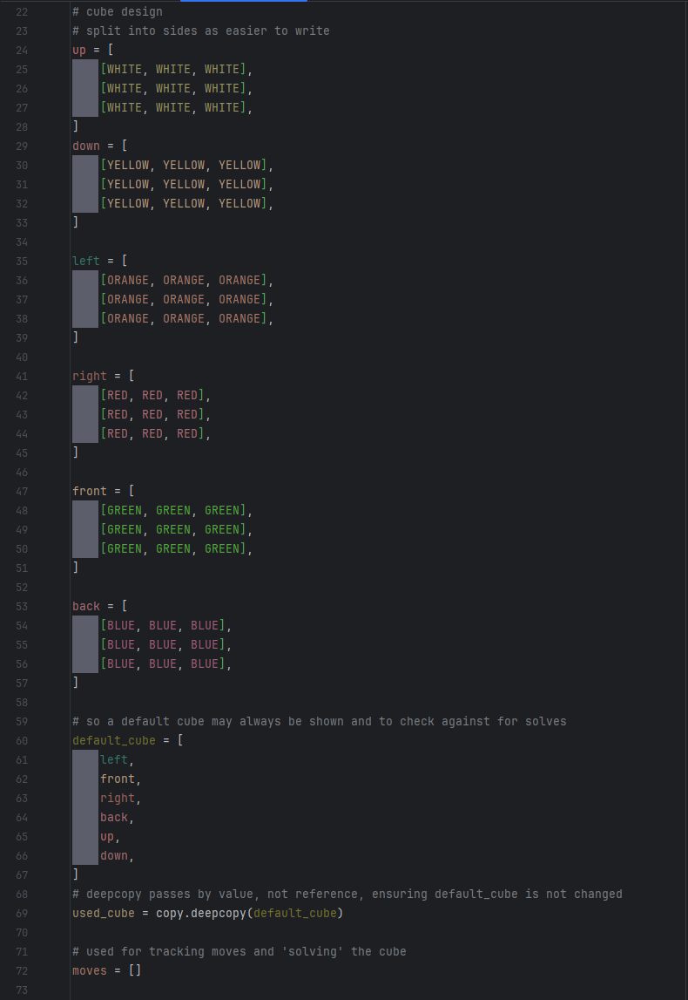 22 # cube design
23 # split into sides as easier to write
24 up = [
25     [WHITE, WHITE, WHITE],
26     [WHITE, WHITE, WHITE],
27     [WHITE, WHITE, WHITE],
28 ]
29 down = [
30     [YELLOW, YELLOW, YELLOW],
31     [YELLOW, YELLOW, YELLOW],
32     [YELLOW, YELLOW, YELLOW],
33 ]
34
35 left = [
36     [ORANGE, ORANGE, ORANGE],
37     [ORANGE, ORANGE, ORANGE],
38     [ORANGE, ORANGE, ORANGE],
39 ]
40
41 right = [
42     [RED, RED, RED],
43     [RED, RED, RED],
44     [RED, RED, RED],
45 ]
46
47 front = [
48     [GREEN, GREEN, GREEN],
49     [GREEN, GREEN, GREEN],
50     [GREEN, GREEN, GREEN],
51 ]
52
53 back = [
54     [BLUE, BLUE, BLUE],
55     [BLUE, BLUE, BLUE],
56     [BLUE, BLUE, BLUE],
57 ]
58
59 # so a default cube may always be shown and to check against for solves
60 default_cube = [
61     left,
62     front,
63     right,
64     back,
65     up,
66     down,
67 ]
68 # deepcopy passes by value, not reference, ensuring default_cube is not changed
69 used_cube = copy.deepcopy(default_cube)
70
71 # used for tracking moves and 'solving' the cube
72 moves = []
73